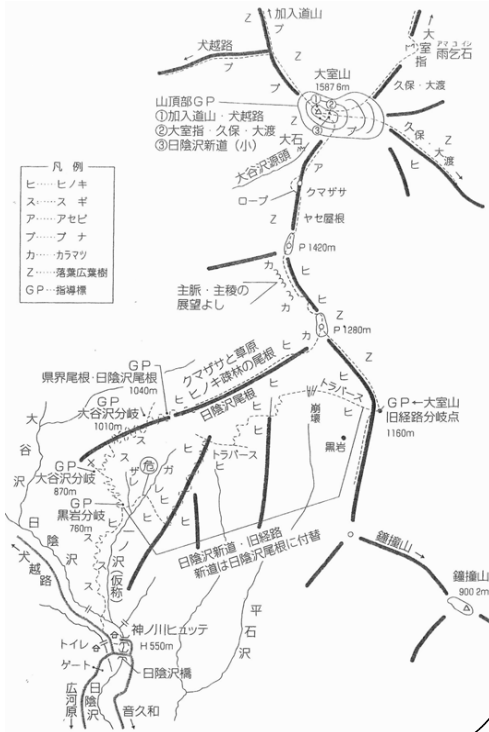 加入道山
犬越路
大室指
アマゴイシ
雨乞石
大室山
1587 6m
久保・大渡
久保・大渡
山頂部GP
①加入道山・犬越路
②大室指・久保・大渡
③日陰沢新道(小)
大石
大谷沢源頭
クマザサ
ロープ
ヤセ屋根
P 1420m
主脈・主稜の
展望よし
P 1280m
凡例
ヒ……ヒノキ
ス……スギ
ア……アセビ
ブ……ブナ
カ……カラマツ
Z……落葉広葉樹
GP…指導標
クマザサと草原
ヒノキ疎林の尾根
日陰沢尾根
GP
県界尾根・日陰沢尾根
1040m
GP
大谷沢分岐
1010m
大谷沢
トラバース
崩壊
GP←大室山
旧経路分岐点
1160m
黒岩
トラバース
GP
大谷沢分岐
870m
GP
黒岩分岐
760m
危
ガレ
ザレ
一ノ沢(仮称)
日陰沢
犬越路
日陰沢新道・旧経路
新道は日陰沢尾根に付替
鐘撞山
鐘撞山
900 2m
平石沢
神ノ川ヒュッテ
H 550m
トイレ
ゲート
日陰沢橋
広河原
日陰沢
音久和